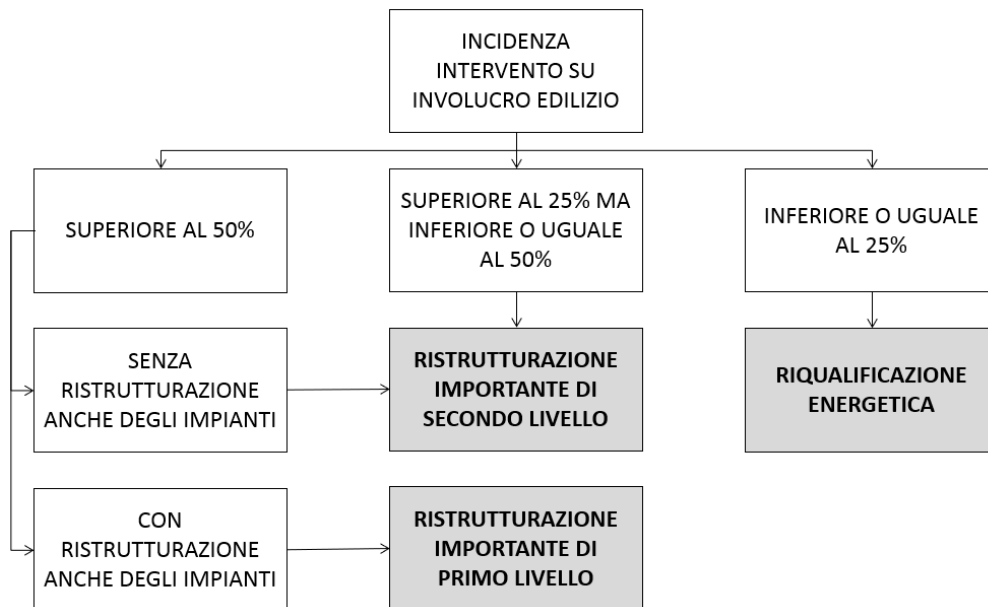 INCIDENZA
INTERVENTO SU
INVOLUCRO EDILIZIO
SUPERIORE AL 50%
SUPERIORE AL 25% MA
INFERIORE O UGUALE
AL 50%
INFERIORE O UGUALE
AL 25%
SENZA
RISTRUTTURAZIONE
ANCHE DEGLI IMPIANTI
RISTRUTTURAZIONE
IMPORTANTE DI
SECONDO LIVELLO
RIQUALIFICAZIONE
ENERGETICA
CON
RISTRUTTURAZIONE
ANCHE DEGLI IMPIANTI
RISTRUTTURAZIONE
IMPORTANTE DI
PRIMO LIVELLO